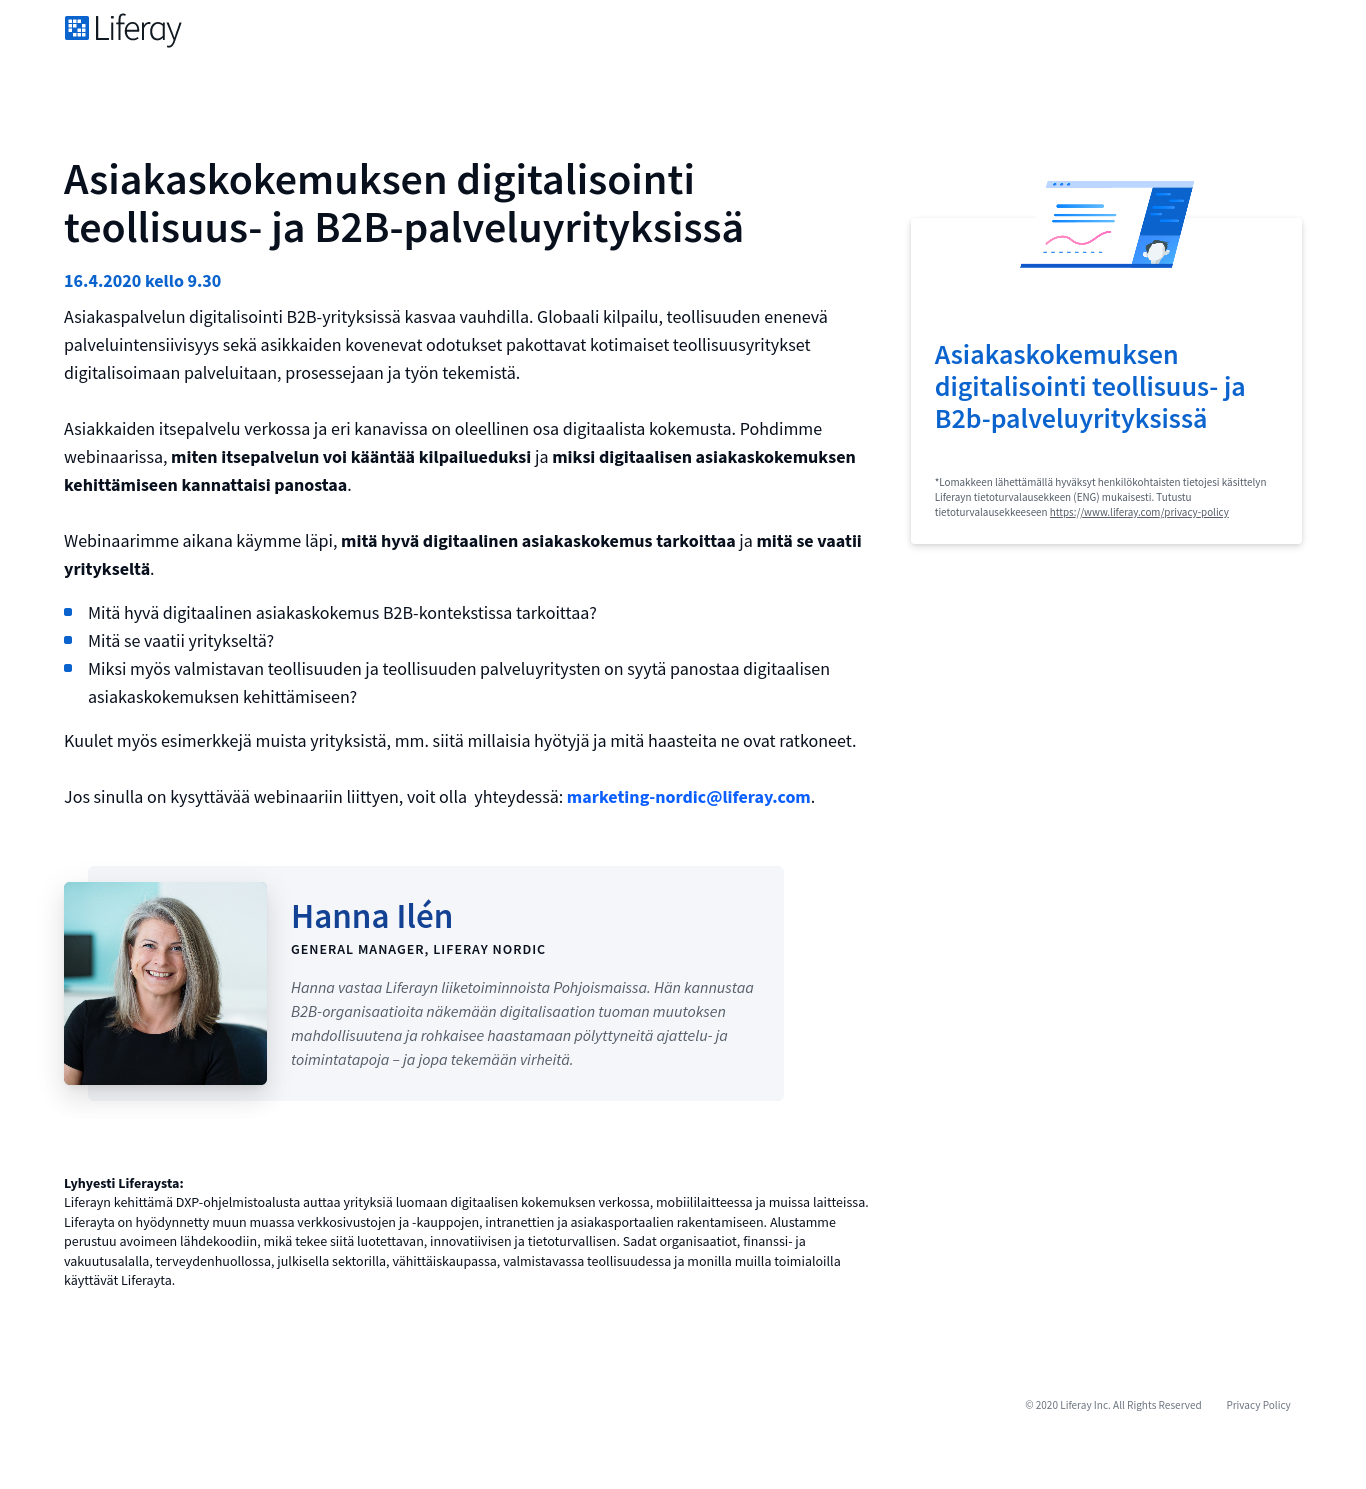 Liferay
Asiakaskokemuksen digitalisointi
teollisuus- ja B2B-palveluyrityksissä
16.4.2020 kello 9.30
Asiakaspalvelun digitalisointi B2B-yrityksissä kasvaa vauhdilla. Globaali kilpailu, teollisuuden enenevä
palveluintensiivisyys sekä asikkaiden kovenevat odotukset pakottavat kotimaiset teollisuusyritykset
digitalisoimaan palveluitaan, prosessejaan ja työn tekemistä.
Asiakkaiden itsepalvelu verkossa ja eri kanavissa on oleellinen osa digitaalista kokemusta. Pohdimme
webinaarissa, miten itsepalvelun voi kääntää kilpailueduksi ja miksi digitaalisen asiakaskokemuksen
kehittämiseen kannattaisi panostaa.
Webinaarimme aikana käymme läpi, mitä hyvä digitaalinen asiakaskokemus tarkoittaa ja mitä se vaatii
yritykseltä.
Mitä hyvä digitaalinen asiakaskokemus B2B-kontekstissa tarkoittaa?
Mitä se vaatii yritykseltä?
Miksi myös valmistavan teollisuuden ja teollisuuden palveluyritysten on syytä panostaa digitaalisen
asiakaskokemuksen kehittämiseen?
Kuulet myös esimerkkejä muista yrityksistä, mm. siitä millaisia hyötyjä ja mitä haasteita ne ovat ratkoneet.
Jos sinulla on kysyttävää webinaariin liittyen, voit olla  yhteydessä: marketing-nordic@liferay.com.
Asiakaskokemuksen
digitalisointi teollisuus- ja
B2b-palveluyrityksissä
*Lomakkeen lähettämällä hyväksyt henkilökohtaisten tietojesi käsittelyn
Liferayn tietoturvalausekkeen (ENG) mukaisesti. Tutustu
tietoturvalausekkeeseen https://www.liferay.com/privacy-policy
Hanna Ilén
GENERAL MANAGER, LIFERAY NORDIC
Hanna vastaa Liferayn liiketoiminnoista Pohjoismaissa. Hän kannustaa
B2B-organisaatioita näkemään digitalisaation tuoman muutoksen
mahdollisuutena ja rohkaisee haastamaan pölyttyneitä ajattelu- ja
toimintatapoja – ja jopa tekemään virheitä.
Lyhyesti Liferaysta:
Liferayn kehittämä DXP-ohjelmistoalusta auttaa yrityksiä luomaan digitaalisen kokemuksen verkossa, mobiililaitteessa ja muissa laitteissa.
Liferayta on hyödynnetty muun muassa verkkosivustojen ja -kauppojen, intranettien ja asiakasportaalien rakentamiseen. Alustamme
perustuu avoimeen lähdekoodiin, mikä tekee siitä luotettavan, innovatiivisen ja tietoturvallisen. Sadat organisaatiot, finanssi- ja
vakuutusalalla, terveydenhuollossa, julkisella sektorilla, vähittäiskaupassa, valmistavassa teollisuudessa ja monilla muilla toimialoilla
käyttävät Liferayta.
© 2020 Liferay Inc. All Rights Reserved Privacy Policy